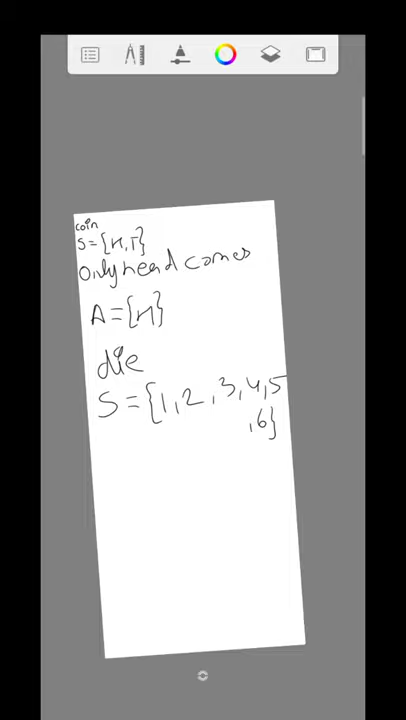 coin
S={H,T}
Only head comes
A={H}
die
S={1,2,3,4,5
,6}